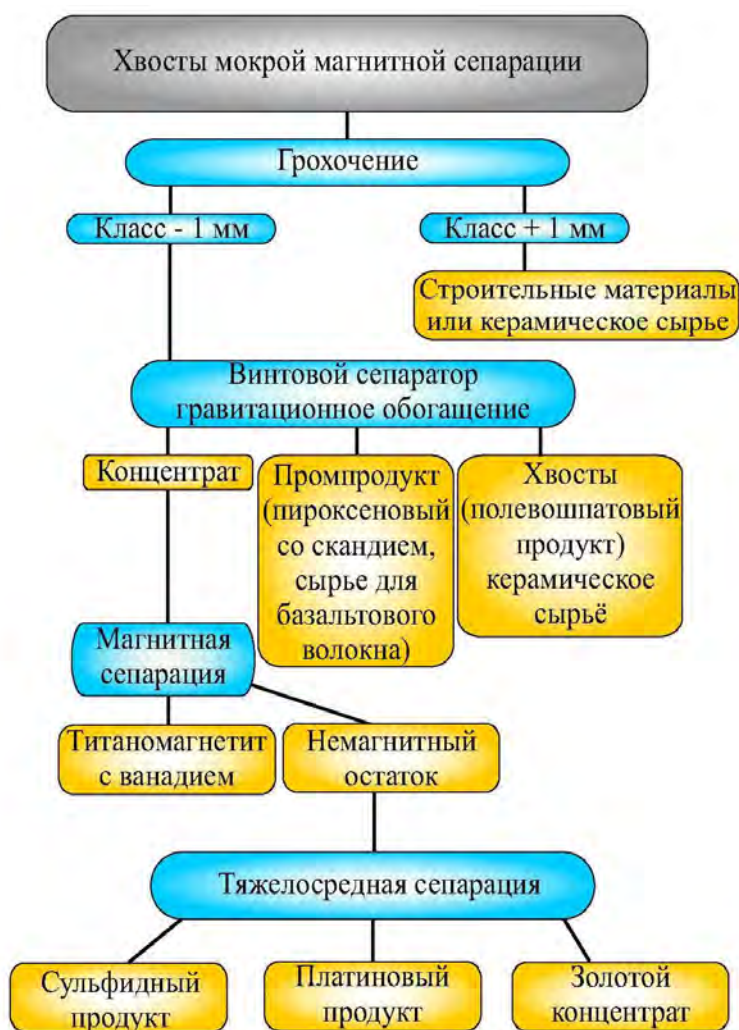 Хвосты мокрой магнитной сепарации
Грохочение
Класс - 1 мм
Класс + 1 мм
Строительные материалы
или керамическое сырье
Винтовой сепаратор
гравитационное обогащение
Концентрат
Промпродукт
(пироксеновый
со скандием,
сырье для
базальтового
волокна)
Хвосты
(полевошпатовый
продукт)
керамическое
сырьё
Магнитная
сепарация
Титаномагнетит
с ванадием
Немагнитный
остаток
Тяжелосредная сепарация
Сульфидный
продукт
Платиновый
продукт
Золотой
концентрат